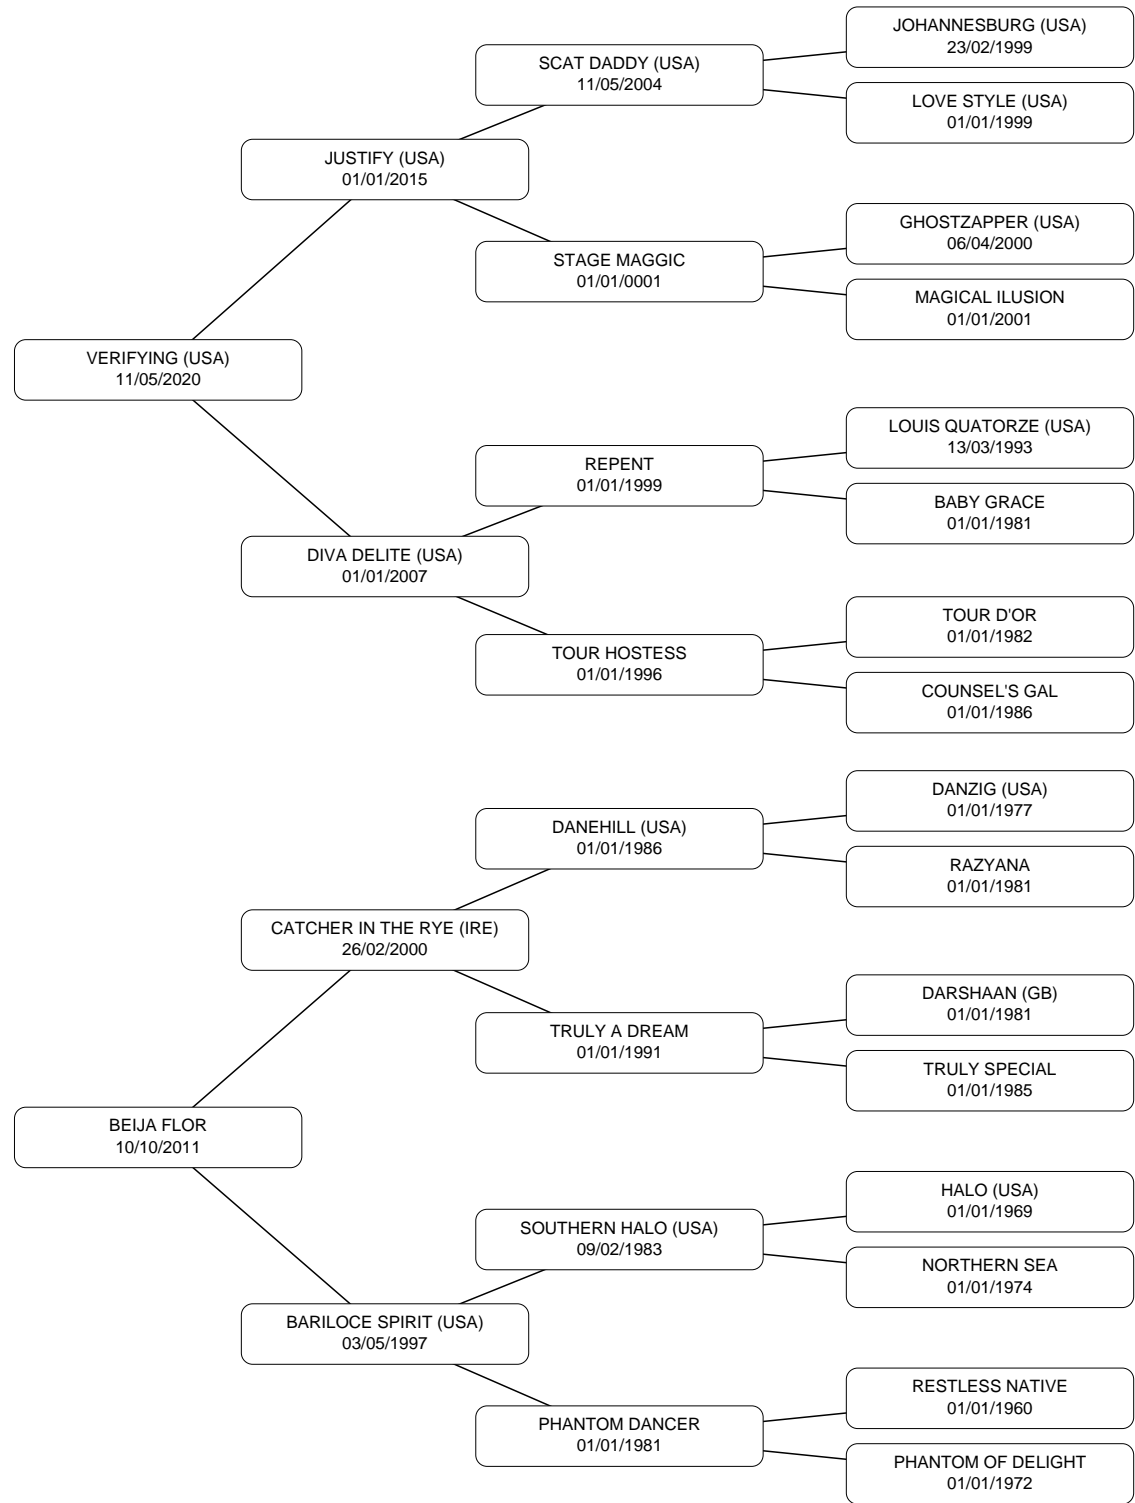 JOHANNESBURG (USA)
23/02/1999
SCAT DADDY (USA)
11/05/2004
LOVE STYLE (USA)
01/01/1999
JUSTIFY (USA)
01/01/2015
GHOSTZAPPER (USA)
06/04/2000
STAGE MAGGIC
01/01/0001
MAGICAL ILUSION
01/01/2001
VERIFYING (USA)
11/05/2020
LOUIS QUATORZE (USA)
13/03/1993
REPENT
01/01/1999
BABY GRACE
01/01/1981
DIVA DELITE (USA)
01/01/2007
TOUR D'OR
01/01/1982
TOUR HOSTESS
01/01/1996
COUNSEL'S GAL
01/01/1986
DANZIG (USA)
01/01/1977
DANEHILL (USA)
01/01/1986
RAZYANA
01/01/1981
CATCHER IN THE RYE (IRE)
26/02/2000
DARSHAAN (GB)
01/01/1981
TRULY A DREAM
01/01/1991
TRULY SPECIAL
01/01/1985
BEIJA FLOR
10/10/2011
HALO (USA)
01/01/1969
SOUTHERN HALO (USA)
09/02/1983
NORTHERN SEA
01/01/1974
BARILOCE SPIRIT (USA)
03/05/1997
RESTLESS NATIVE
01/01/1960
PHANTOM DANCER
01/01/1981
PHANTOM OF DELIGHT
01/01/1972